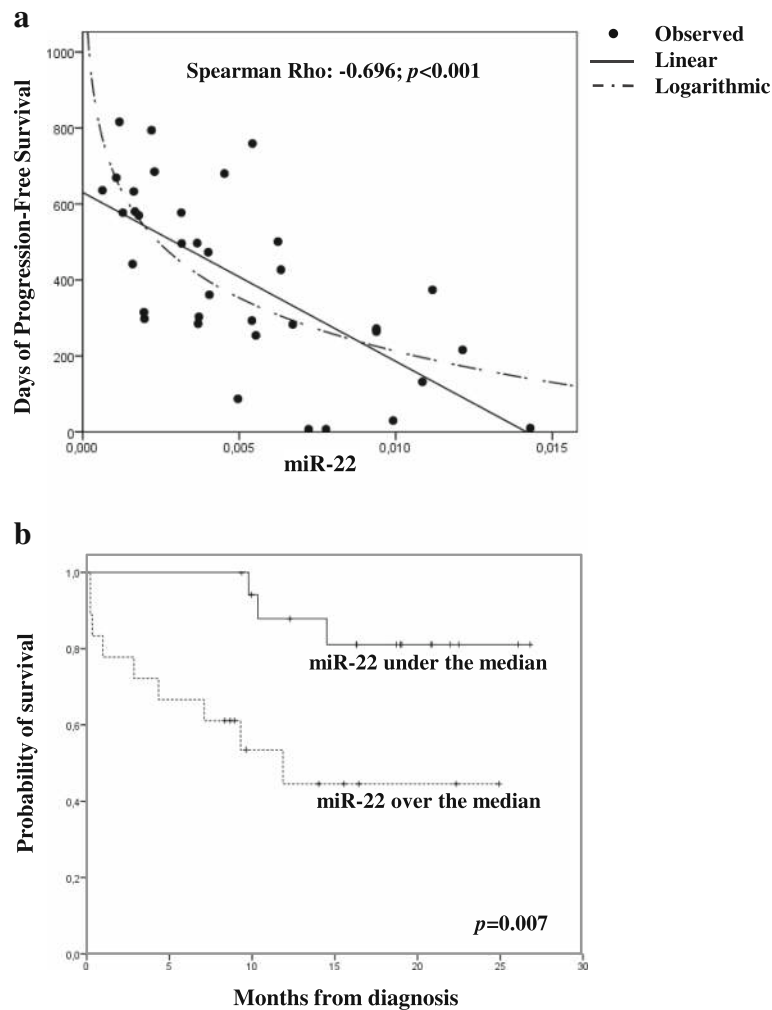 a
Observed
Linear
Logarithmic
Spearman Rho: -0.696; p<0.001
Days of Progression-Free Survival
1000
800
600
400
200
0
0,000 0,005 0,010 0,015
miR-22
b
Probability of survival
1,0
0,8
0,6
0,4
0,2
0,0
miR-22 under the median
miR-22 over the median
p=0.007
0 5 10 15 20 25 30
Months from diagnosis